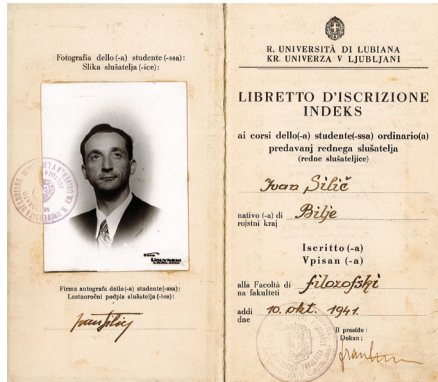 Fotografia dello (-a) studente (-ssa):
Slika slušatelja (-ice):
Firma autografa dello(-a) studente(-ssa):
Lastnoročni podpis slušatelja (-ice):
R. UNIVERSITÀ DI LUBIANA
KR. UNIVERZA V LJUBLJANI
LIBRETTO D'ISCRIZIONE
INDEKS
ai corsi dello(-a) studente(-ssa) ordinario(a)
predavanj rednega slušatelja
(redne slušateljice)
Ivan Silič
nativo (-a) di Bilje
rojstni kraj
Iscritto (-a)
Vpisan (-a)
alla Facoltà di filozofski
na fakulteti
addì 10. okt. 1941.
dne
Il preside:
Dekan: